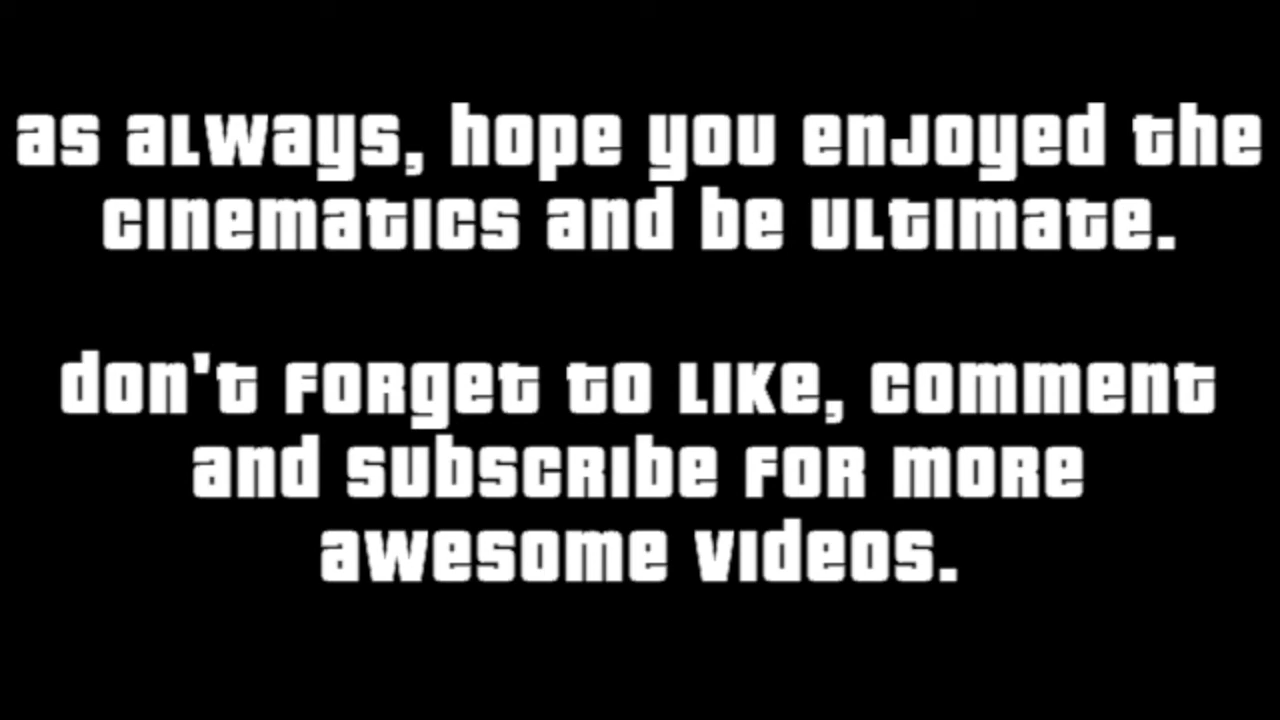 as always, hope you enjoyed the
cinematics and be ultimate.
don't forget to like, comment
and subscribe for more
awesome videos.